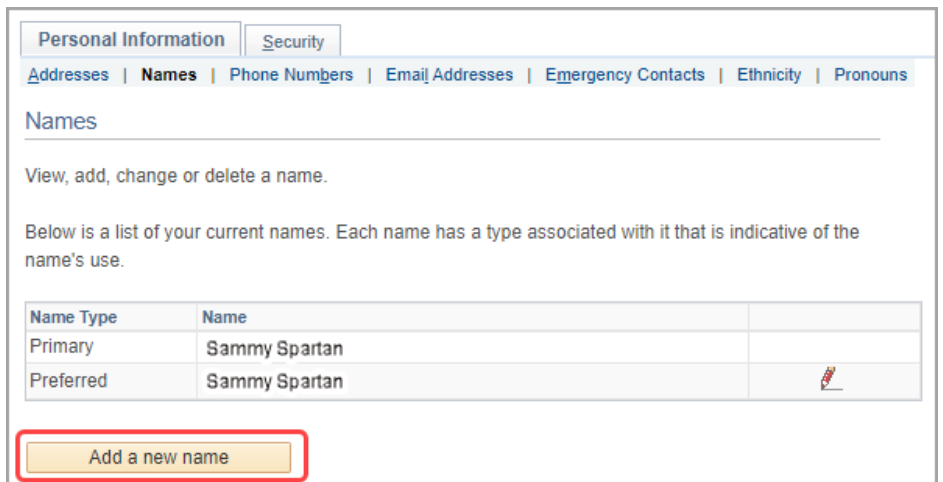 Personal Information Security
Addresses | Names | Phone Numbers | Email Addresses | Emergency Contacts | Ethnicity | Pronouns
Names
View, add, change or delete a name.
Below is a list of your current names. Each name has a type associated with it that is indicative of the
name's use.
Name Type Name
Primary Sammy Spartan
Preferred Sammy Spartan
Add a new name